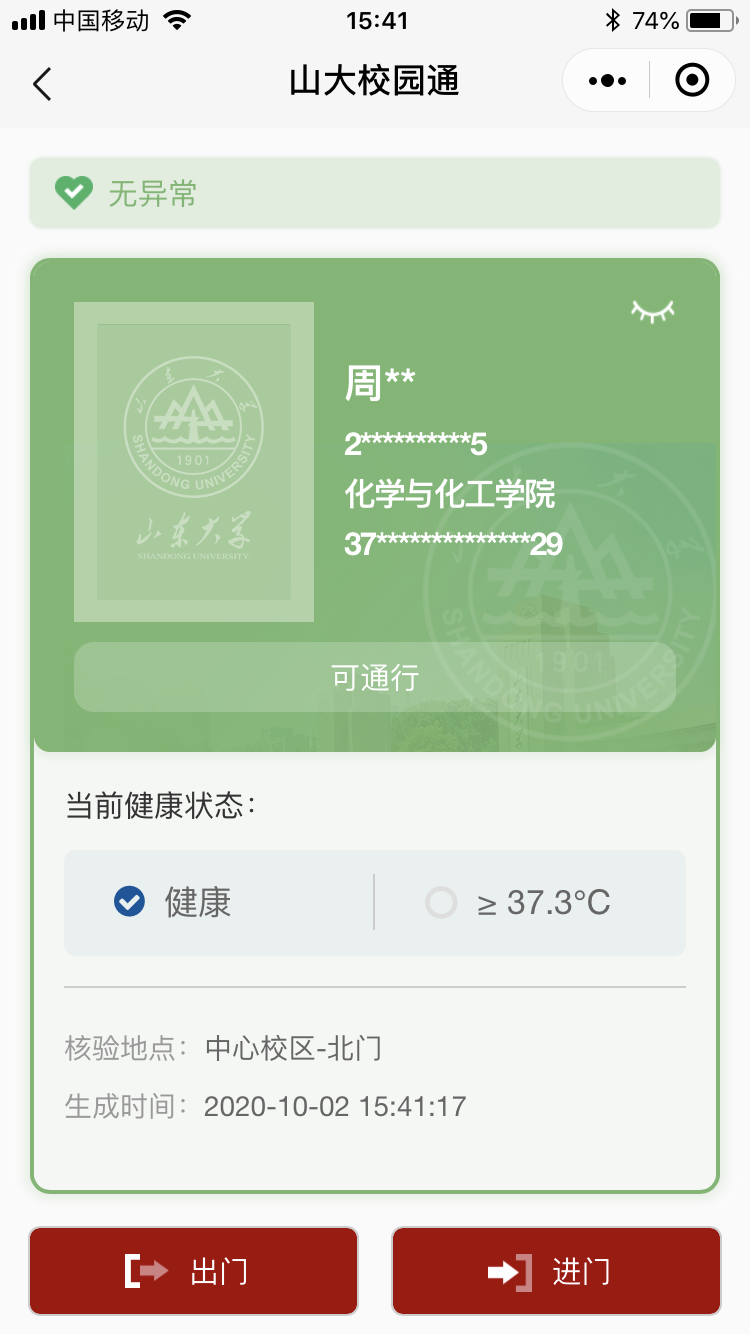 中国移动 15:41 74%
山大校园通
无异常
SHANDONG UNIVERSITY
1901
山东大学
SHANDONG UNIVERSITY
周**
2**********5
化学与化工学院
37**************29
SHANDONG UNIVERSITY
1901
可通行
当前健康状态：
健康 ≥ 37.3°C
核验地点： 中心校区-北门
生成时间： 2020-10-02 15:41:17
出门 进门